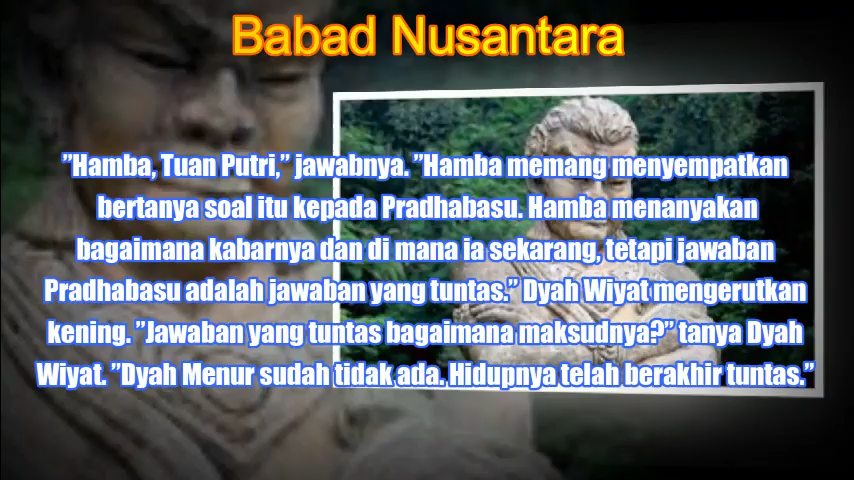 Babad Nusantara
”Hamba, Tuan Putri,” jawabnya. ”Hamba memang menyempatkan
bertanya soal itu kepada Pradhabasu. Hamba menanyakan
bagaimana kabarnya dan di mana ia sekarang, tetapi jawaban
Pradhabasu adalah jawaban yang tuntas.” Dyah Wiyat mengerutkan
kening. ”Jawaban yang tuntas bagaimana maksudnya?” tanya Dyah
Wiyat. ”Dyah Menur sudah tidak ada. Hidupnya telah berakhir tuntas.”